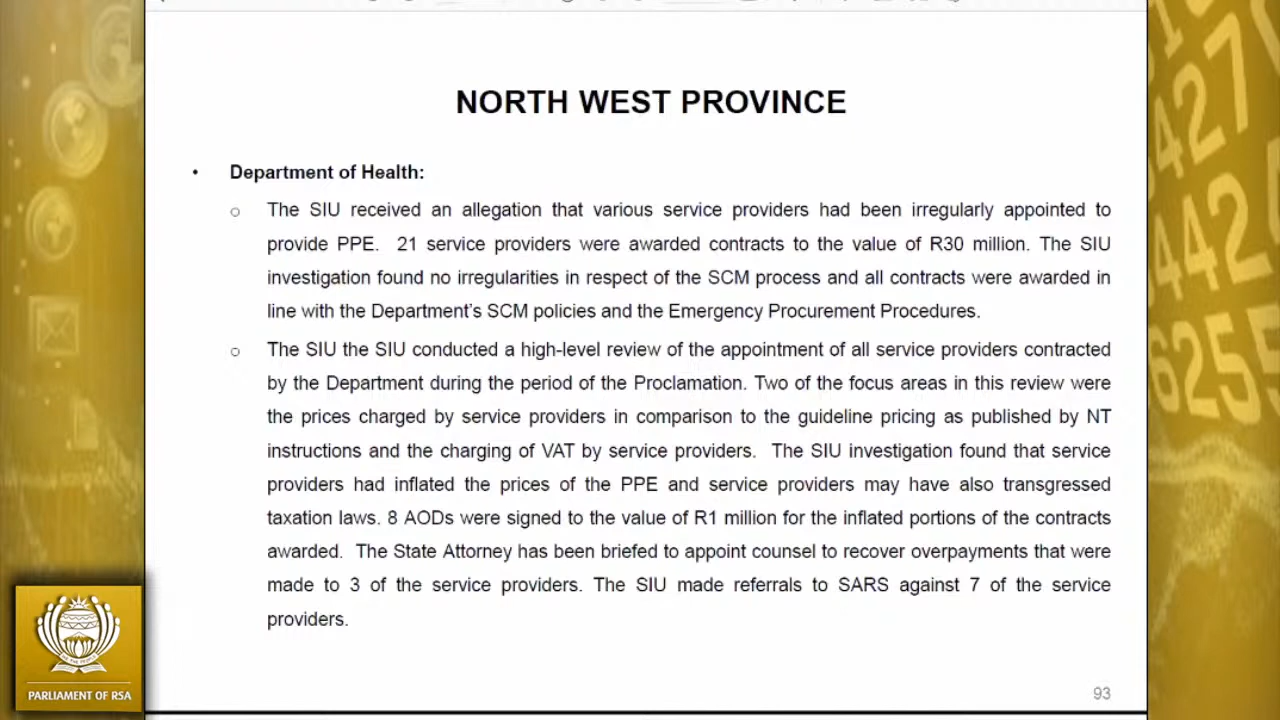 NORTH WEST PROVINCE
• Department of Health:
o The SIU received an allegation that various service providers had been irregularly appointed to
provide PPE. 21 service providers were awarded contracts to the value of R30 million. The SIU
investigation found no irregularities in respect of the SCM process and all contracts were awarded in
line with the Department's SCM policies and the Emergency Procurement Procedures.
o The SIU the SIU conducted a high-level review of the appointment of all service providers contracted
by the Department during the period of the Proclamation. Two of the focus areas in this review were
the prices charged by service providers in comparison to the guideline pricing as published by NT
instructions and the charging of VAT by service providers. The SIU investigation found that service
providers had inflated the prices of the PPE and service providers may have also transgressed
taxation laws. 8 AODs were signed to the value of R1 million for the inflated portions of the contracts
awarded. The State Attorney has been briefed to appoint counsel to recover overpayments that were
made to 3 of the service providers. The SIU made referrals to SARS against 7 of the service
providers.
93
PARLIAMENT OF RSA
427
442
6255